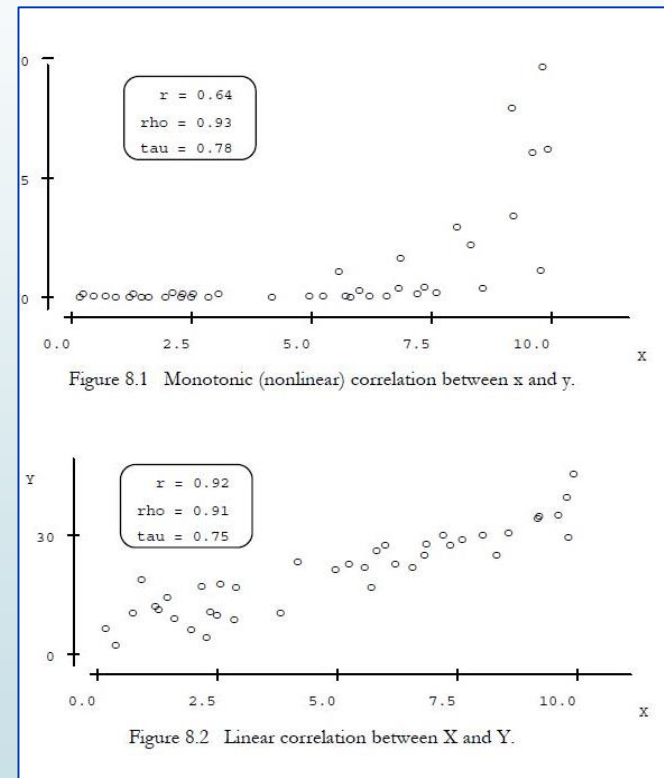 0
r = 0.64
rho = 0.93
tau = 0.78
5
0
0.0 2.5 5.0 7.5 10.0
X
Figure 8.1 Monotonic (nonlinear) correlation between x and y.
Y
r = 0.92
rho = 0.91
tau = 0.75
30
0
0.0 2.5 5.0 7.5 10.0
X
Figure 8.2 Linear correlation between X and Y.